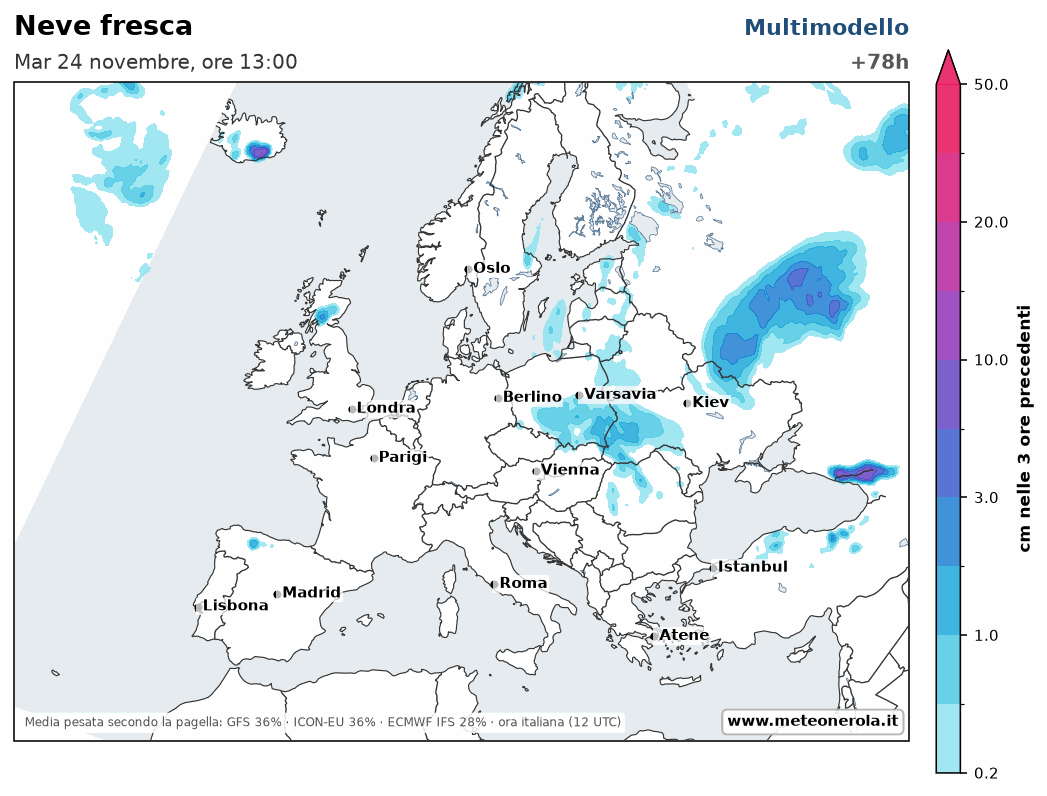 Neve fresca
Multimodello
Mar 24 novembre, ore 13:00
+78h
50.0
20.0
10.0
3.0
1.0
0.2
cm nelle 3 ore precedenti
Oslo
Berlino
Varsavia
Kiev
Londra
Parigi
Vienna
Istanbul
Roma
Madrid
Lisbona
Atene
Media pesata secondo la pagella: GFS 36% · ICON-EU 36% · ECMWF IFS 28% · ora italiana (12 UTC)
www.meteonerola.it